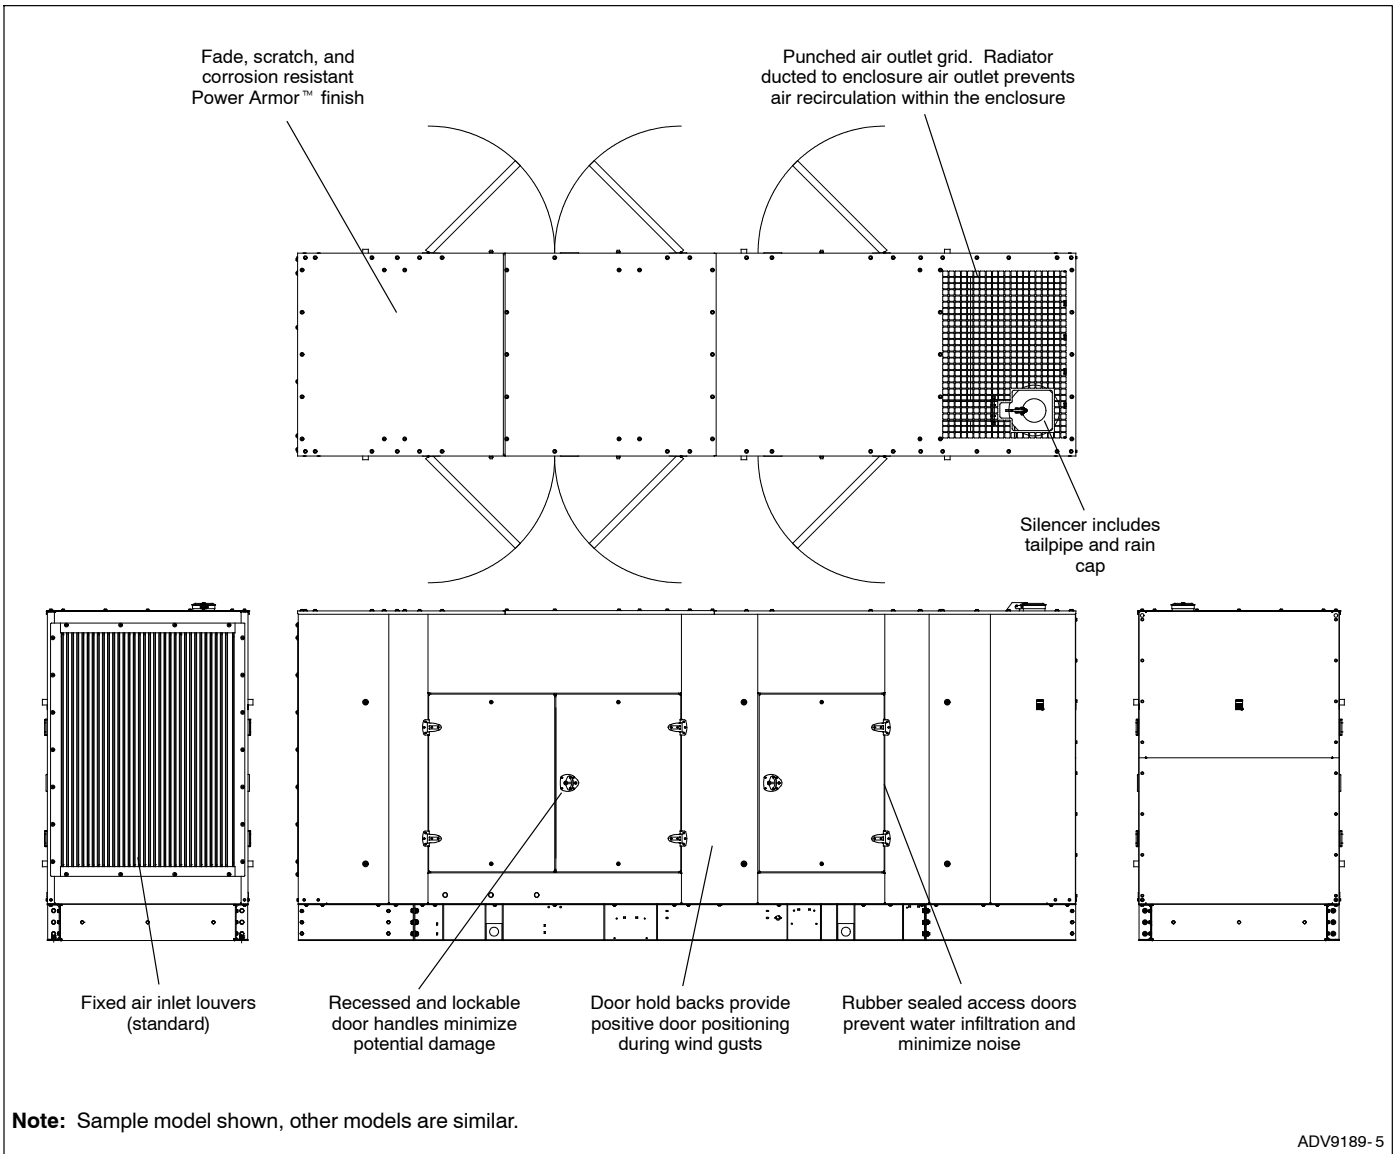 Fade, scratch, and
corrosion resistant
Power Armor™ finish
Punched air outlet grid. Radiator
ducted to enclosure air outlet prevents
air recirculation within the enclosure
Silencer includes
tailpipe and rain
cap
Fixed air inlet louvers
(standard)
Recessed and lockable
door handles minimize
potential damage
Door hold backs provide
positive door positioning
during wind gusts
Rubber sealed access doors
prevent water infiltration and
minimize noise
Note: Sample model shown, other models are similar.
ADV9189-5